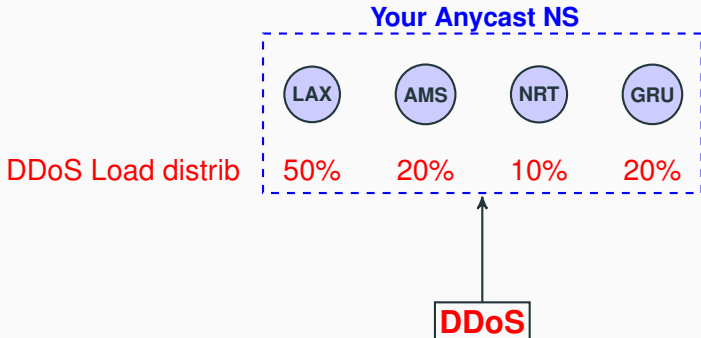 Your Anycast NS
LAX AMS NRT GRU
DDoS Load distrib 50% 20% 10% 20%
DDoS